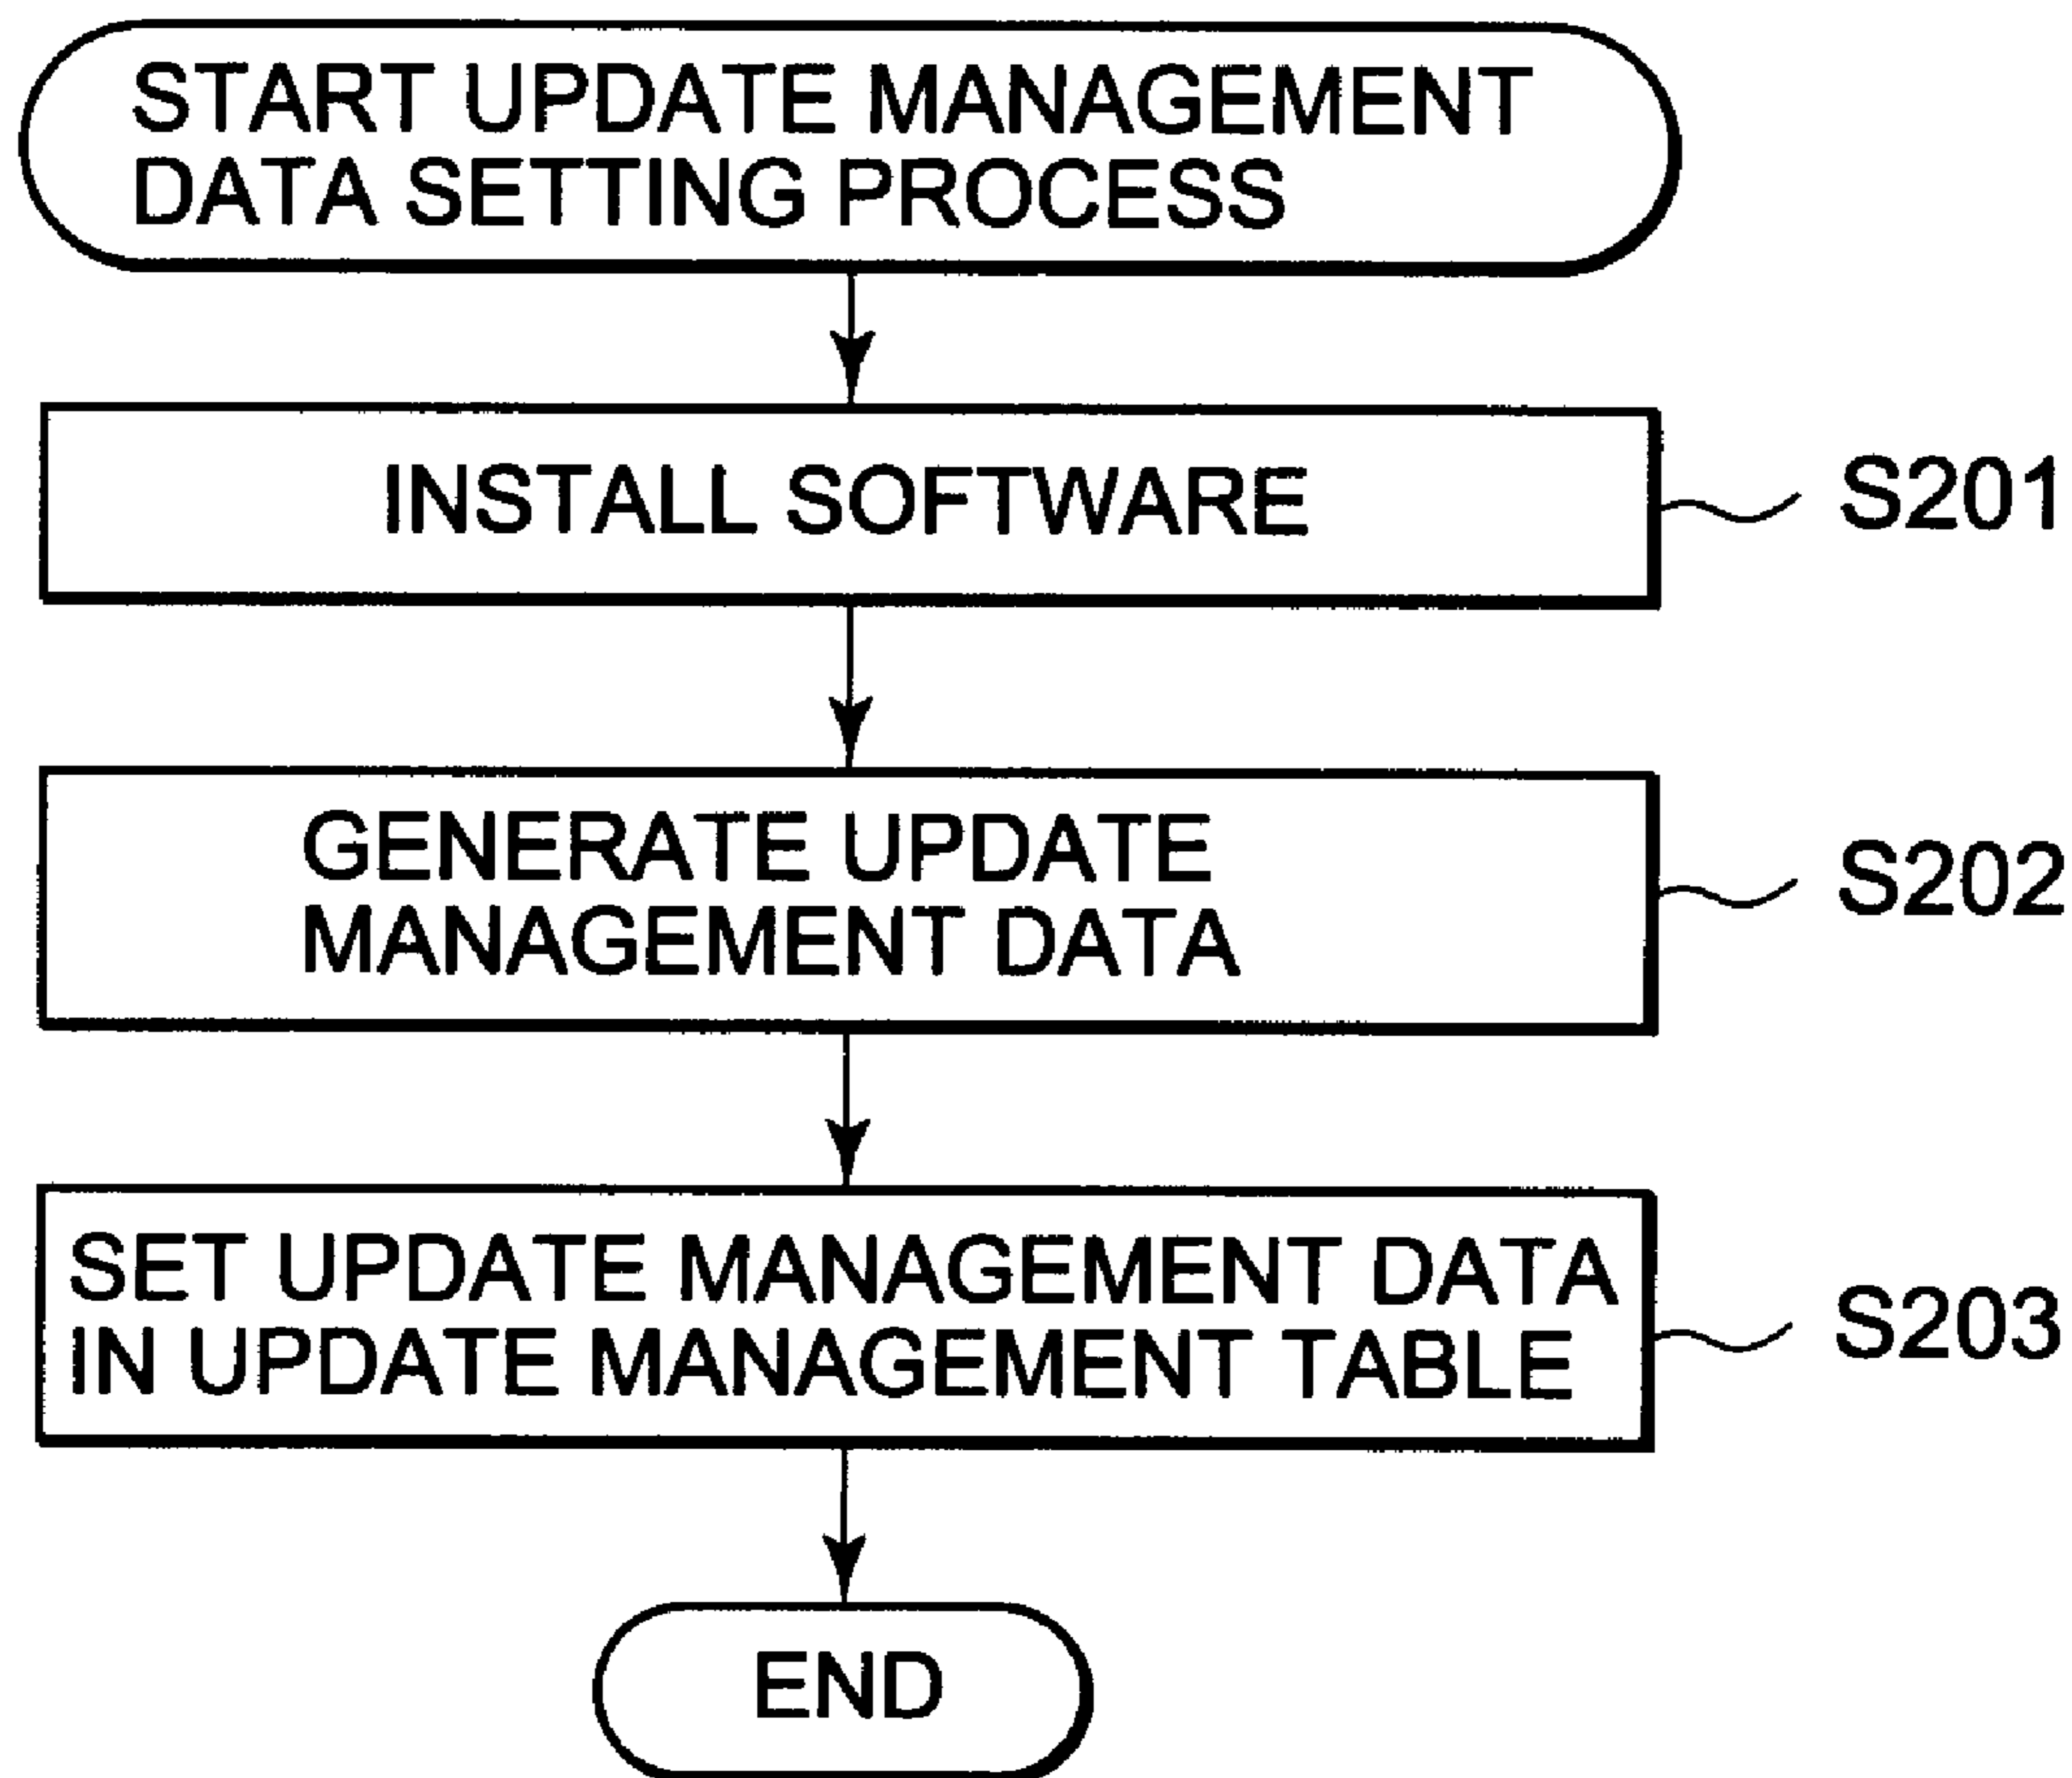 START UPDATE MANAGEMENT
DATA SETTING PROCESS
INSTALL SOFTWARE
S201
GENERATE UPDATE
MANAGEMENT DATA
S202
SET UPDATE MANAGEMENT DATA
IN UPDATE MANAGEMENT TABLE
S203
END